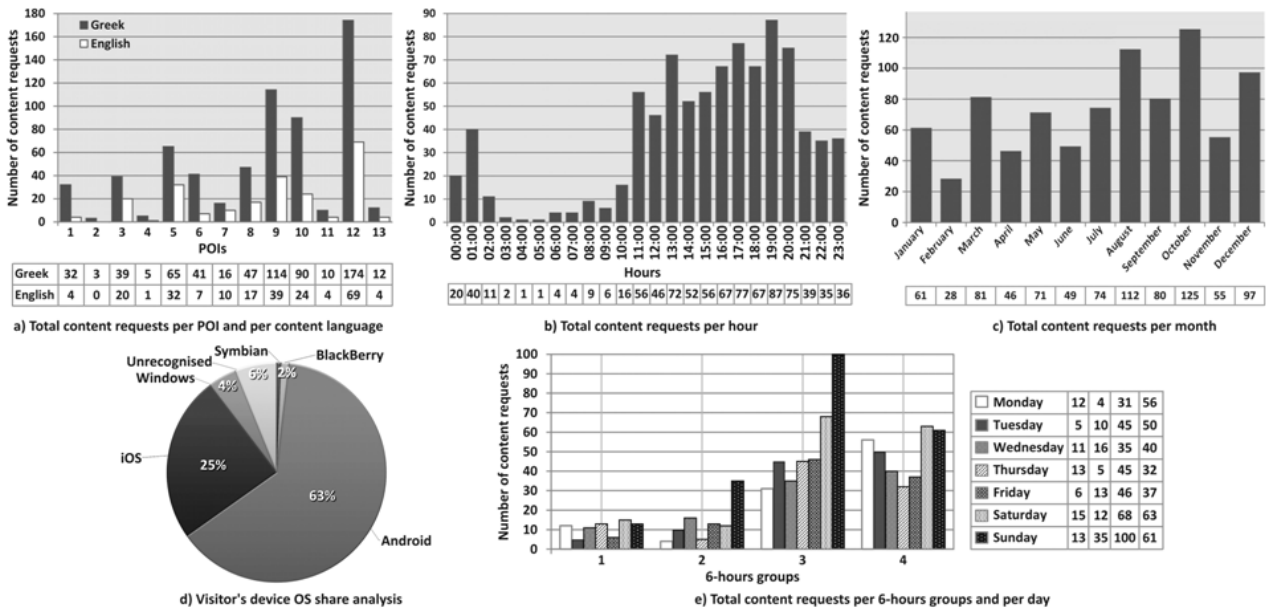 Number of content requests
180
160
140
120
100
80
60
40
20
0
Greek
English
1 2 3 4 5 6 7 8 9 10 11 12 13
POIs
Greek 32 3 39 5 65 41 16 47 114 90 10 174 12
English 4 0 20 1 32 7 10 17 39 24 4 69 4
a) Total content requests per POI and per content language
Number of content requests
90
80
70
60
50
40
30
20
10
0
00:00 01:00 02:00 03:00 04:00 05:00 06:00 07:00 08:00 09:00 10:00 11:00 12:00 13:00 14:00 15:00 16:00 17:00 18:00 19:00 20:00 21:00 22:00 23:00
Hours
20 40 11 2 1 1 4 4 9 6 16 56 46 72 52 56 67 77 67 87 75 39 35 36
b) Total content requests per hour
Number of content requests
120
100
80
60
40
20
0
January February March April May June July August September October November December
61 28 81 46 71 49 74 112 80 125 55 97
c) Total content requests per month
Symbian
BlackBerry
Unrecognised
Windows
iOS
Android
6%
2%
4%
25%
63%
d) Visitor's device OS share analysis
Number of content requests
100
90
80
70
60
50
40
30
20
10
0
1 2 3 4
6-hours groups
Monday 12 4 31 56
Tuesday 5 10 45 50
Wednesday 11 16 35 40
Thursday 13 5 45 32
Friday 6 13 46 37
Saturday 15 12 68 63
Sunday 13 35 100 61
e) Total content requests per 6-hours groups and per day